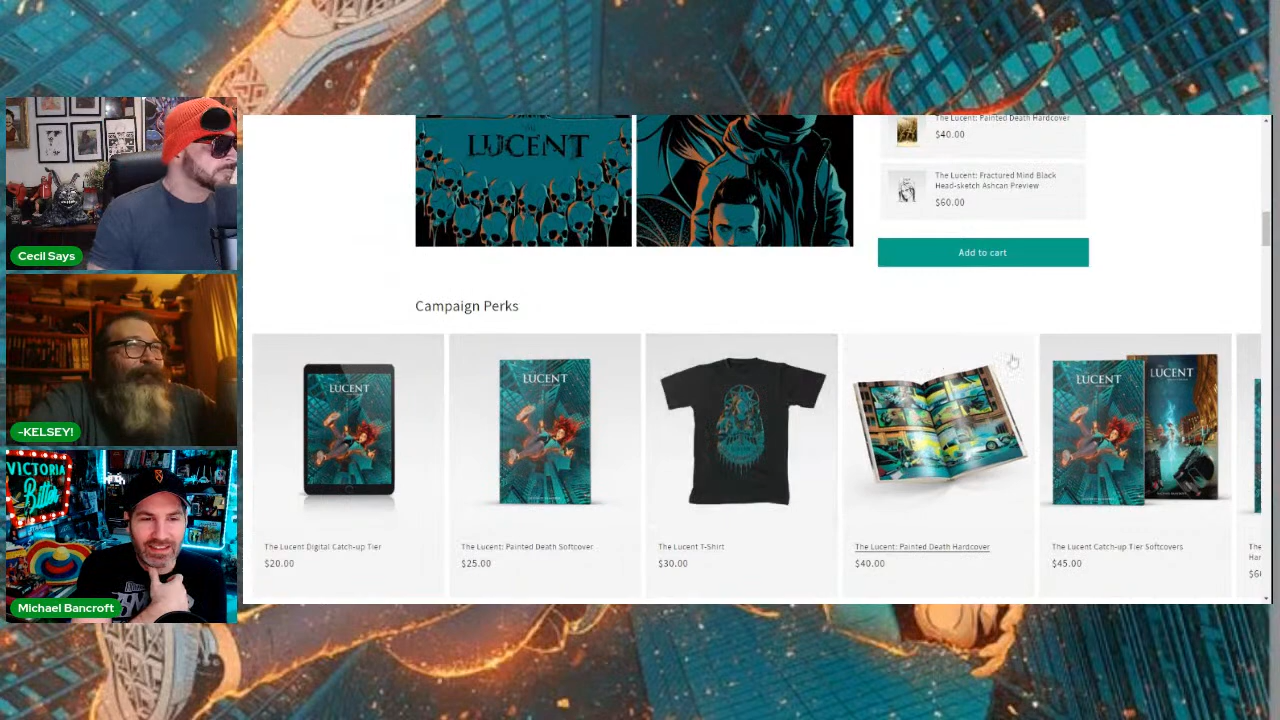 Cecil Says
-KELSEY!
VICTORIA
Bitter
Michael Bancroft
LUCENT
The Lucent: Painted Death Hardcover
$40.00
The Lucent: Fractured Mind Black
Head-sketch Ashcan Preview
$60.00
Add to cart
Campaign Perks
LUCENT
LUCENT
LUCENT
LUCENT
The Lucent Digital Catch-up Tier
$20.00
The Lucent: Painted Death Softcover
$25.00
The Lucent T-Shirt
$30.00
The Lucent: Painted Death Hardcover
$40.00
The Lucent Catch-up Tier Softcovers
$45.00